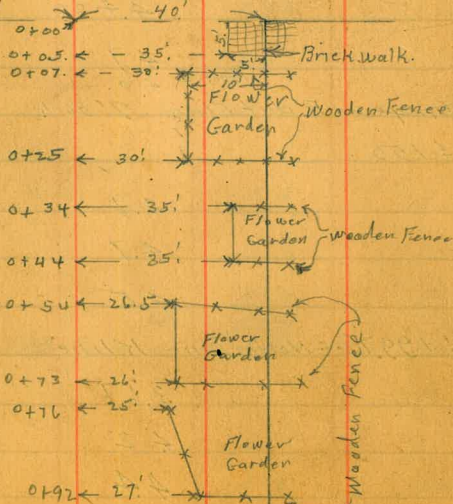 40'
0+00
5'
0+05. 35' Brick walk.
0+07. 30' 5'
10'
Flower
Garden
Wooden Fence
0+25 30'
0+34 35'
Flower
Garden
Wooden Fence
0+44 35'
0+54 26.5'
Flower
Garden
0+73 26'
0+76 25'
Flower
Garden
Wooden Fence
0+92 27'